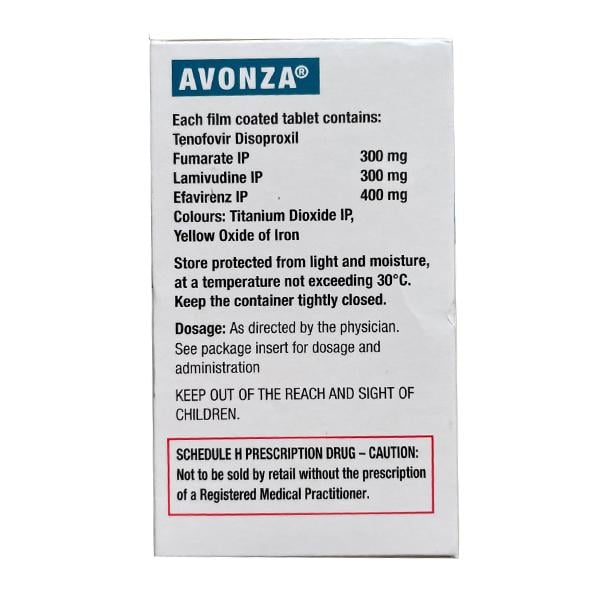 AVONZA®
Each film coated tablet contains:
Tenofovir Disoproxil
Fumarate IP 300 mg
Lamivudine IP 300 mg
Efavirenz IP 400 mg
Colours: Titanium Dioxide IP,
Yellow Oxide of Iron
Store protected from light and moisture,
at a temperature not exceeding 30°C.
Keep the container tightly closed.
Dosage: As directed by the physician.
See package insert for dosage and
administration
KEEP OUT OF THE REACH AND SIGHT OF
CHILDREN.
SCHEDULE H PRESCRIPTION DRUG – CAUTION:
Not to be sold by retail without the prescription
of a Registered Medical Practitioner.